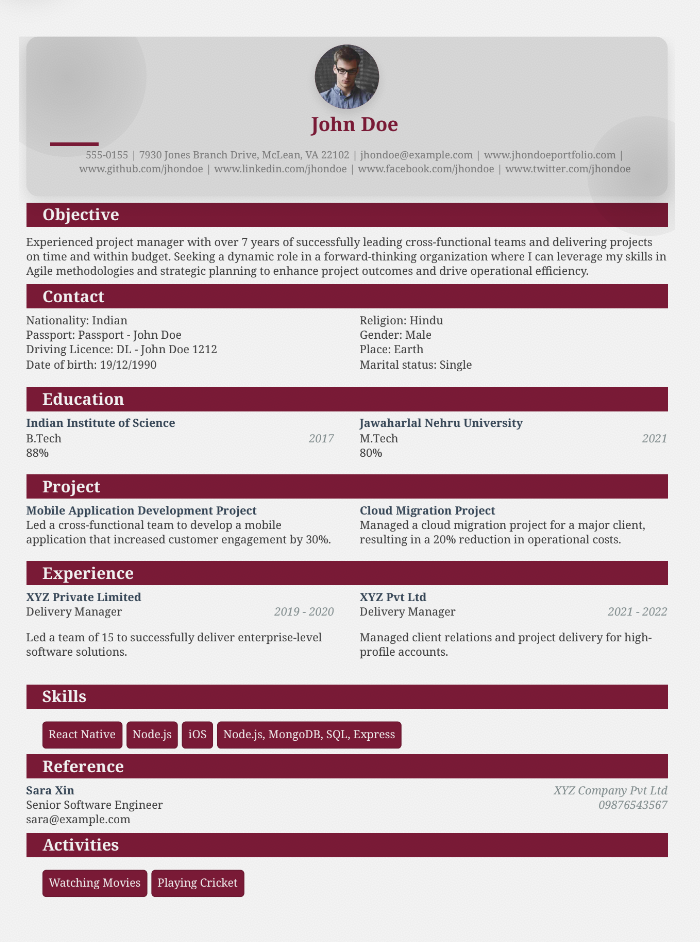 John Doe
555-0155 | 7930 Jones Branch Drive, McLean, VA 22102 | jhondoe@example.com | www.jhondoeportfolio.com |
www.github.com/jhondoe | www.linkedin.com/jhondoe | www.facebook.com/jhondoe | www.twitter.com/jhondoe
Objective
Experienced project manager with over 7 years of successfully leading cross-functional teams and delivering projects
on time and within budget. Seeking a dynamic role in a forward-thinking organization where I can leverage my skills in
Agile methodologies and strategic planning to enhance project outcomes and drive operational efficiency.
Contact
Nationality: Indian
Passport: Passport - John Doe
Driving Licence: DL - John Doe 1212
Date of birth: 19/12/1990
Religion: Hindu
Gender: Male
Place: Earth
Marital status: Single
Education
Indian Institute of Science
B.Tech 2017
88%
Jawaharlal Nehru University
M.Tech 2021
80%
Project
Mobile Application Development Project
Led a cross-functional team to develop a mobile
application that increased customer engagement by 30%.
Cloud Migration Project
Managed a cloud migration project for a major client,
resulting in a 20% reduction in operational costs.
Experience
XYZ Private Limited
Delivery Manager 2019 - 2020
Led a team of 15 to successfully deliver enterprise-level
software solutions.
XYZ Pvt Ltd
Delivery Manager 2021 - 2022
Managed client relations and project delivery for high-
profile accounts.
Skills
React Native Node.js iOS Node.js, MongoDB, SQL, Express
Reference
Sara Xin XYZ Company Pvt Ltd
Senior Software Engineer 09876543567
sara@example.com
Activities
Watching Movies Playing Cricket